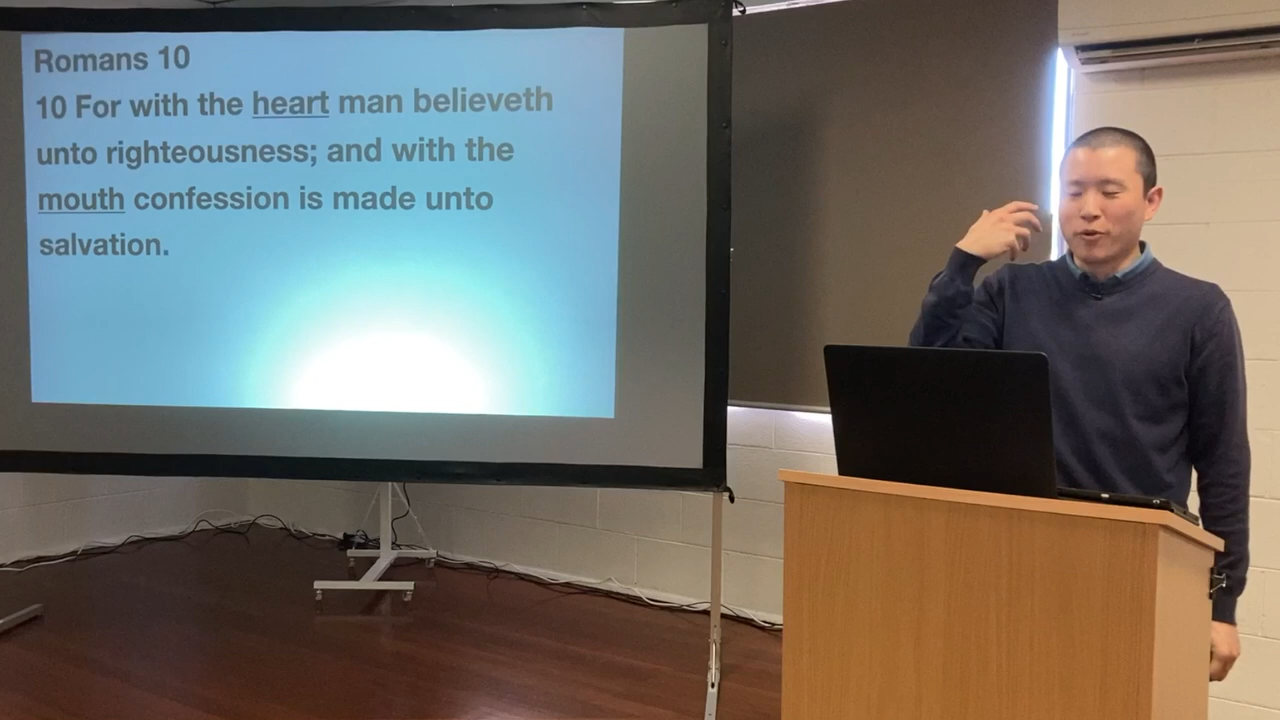 Romans 10
10 For with the heart man believeth
unto righteousness; and with the
mouth confession is made unto
salvation.